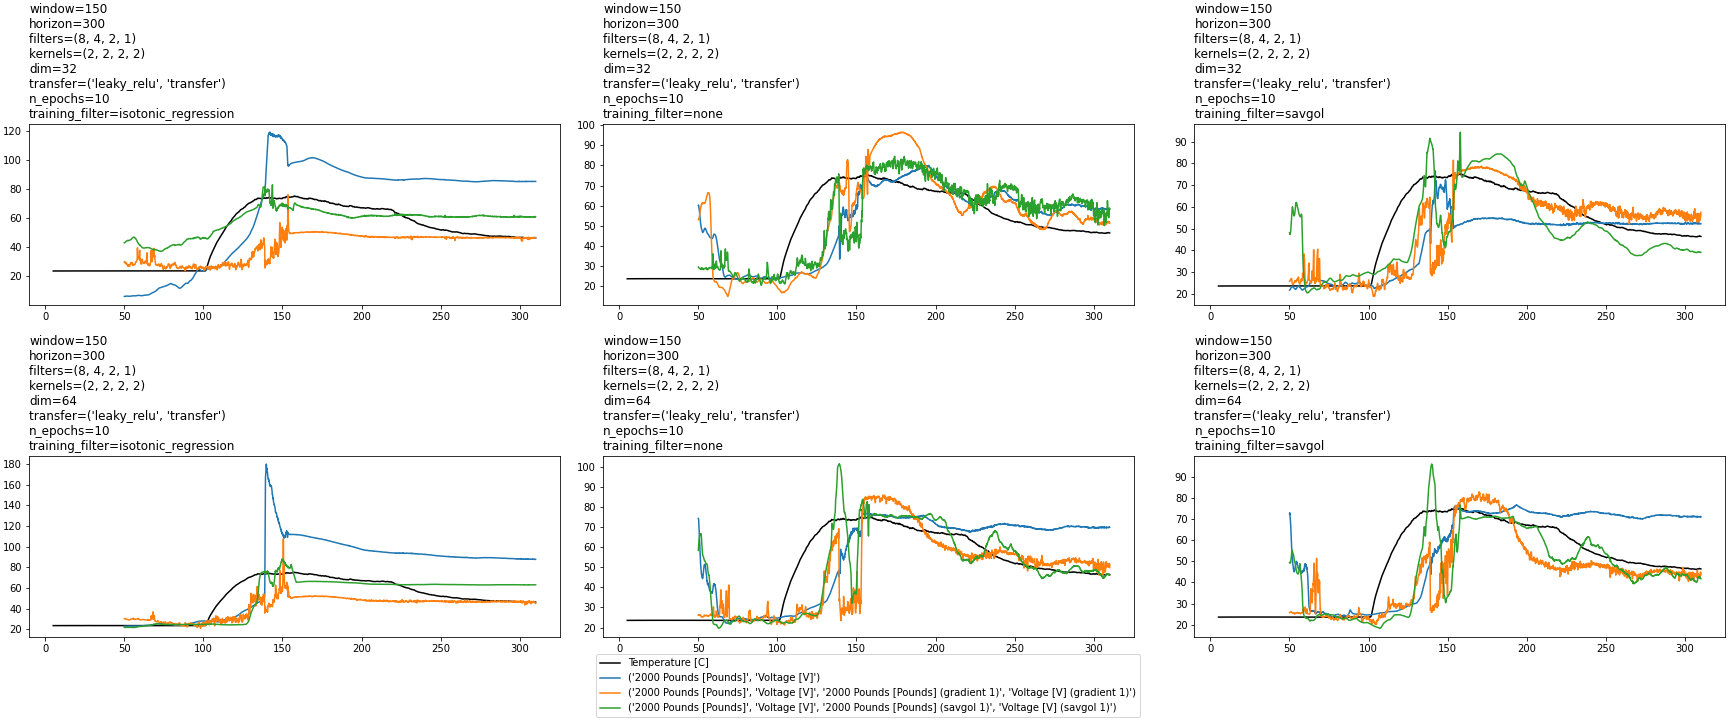 window=150
horizon=300
filters=(8, 4, 2, 1)
kernels=(2, 2, 2, 2)
dim=32
transfer=('leaky_relu', 'transfer')
n_epochs=10
training_filter=isotonic_regression
120
100
80
60
40
20
0
50
100
150
200
250
300
window=150
horizon=300
filters=(8, 4, 2, 1)
kernels=(2, 2, 2, 2)
dim=32
transfer=('leaky_relu', 'transfer')
n_epochs=10
training_filter=none
100
90
80
70
60
50
40
30
20
0
50
100
150
200
250
300
window=150
horizon=300
filters=(8, 4, 2, 1)
kernels=(2, 2, 2, 2)
dim=32
transfer=('leaky_relu', 'transfer')
n_epochs=10
training_filter=savgol
90
80
70
60
50
40
30
20
0
50
100
150
200
250
300
window=150
horizon=300
filters=(8, 4, 2, 1)
kernels=(2, 2, 2, 2)
dim=64
transfer=('leaky_relu', 'transfer')
n_epochs=10
training_filter=isotonic_regression
180
160
140
120
100
80
60
40
20
0
50
100
150
200
250
300
window=150
horizon=300
filters=(8, 4, 2, 1)
kernels=(2, 2, 2, 2)
dim=64
transfer=('leaky_relu', 'transfer')
n_epochs=10
training_filter=none
100
90
80
70
60
50
40
30
20
0
50
100
150
200
250
300
window=150
horizon=300
filters=(8, 4, 2, 1)
kernels=(2, 2, 2, 2)
dim=64
transfer=('leaky_relu', 'transfer')
n_epochs=10
training_filter=savgol
90
80
70
60
50
40
30
20
0
50
100
150
200
250
300
Temperature [C]
('2000 Pounds [Pounds]', 'Voltage [V]')
('2000 Pounds [Pounds]', 'Voltage [V]', '2000 Pounds [Pounds] (gradient 1)', 'Voltage [V] (gradient 1)')
('2000 Pounds [Pounds]', 'Voltage [V]', '2000 Pounds [Pounds] (savgol 1)', 'Voltage [V] (savgol 1)')